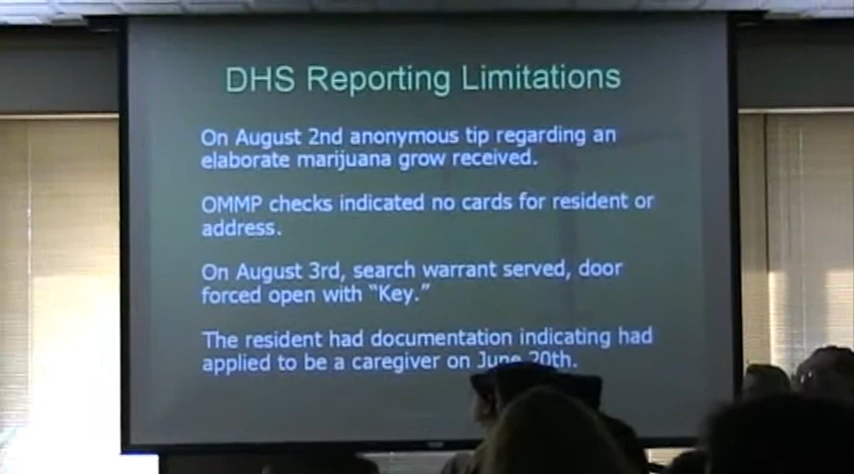 DHS Reporting Limitations
On August 2nd anonymous tip regarding an
elaborate marijuana grow received.
OMMP checks indicated no cards for resident or
address.
On August 3rd, search warrant served, door
forced open with “Key.”
The resident had documentation indicating had
applied to be a caregiver on June 20th.